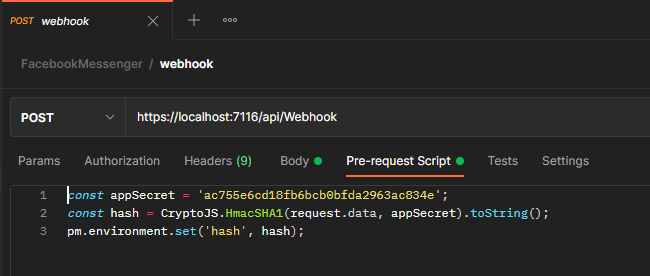 POST webhook
FacebookMessenger / webhook
POST https://localhost:7116/api/Webhook
Params Authorization Headers (9) Body Pre-request Script Tests Settings
1 const appSecret = 'ac755e6cd18fb6bcb0bfda2963ac834e';
2 const hash = CryptoJS.HmacSHA1(request.data, appSecret).toString();
3 pm.environment.set('hash', hash);